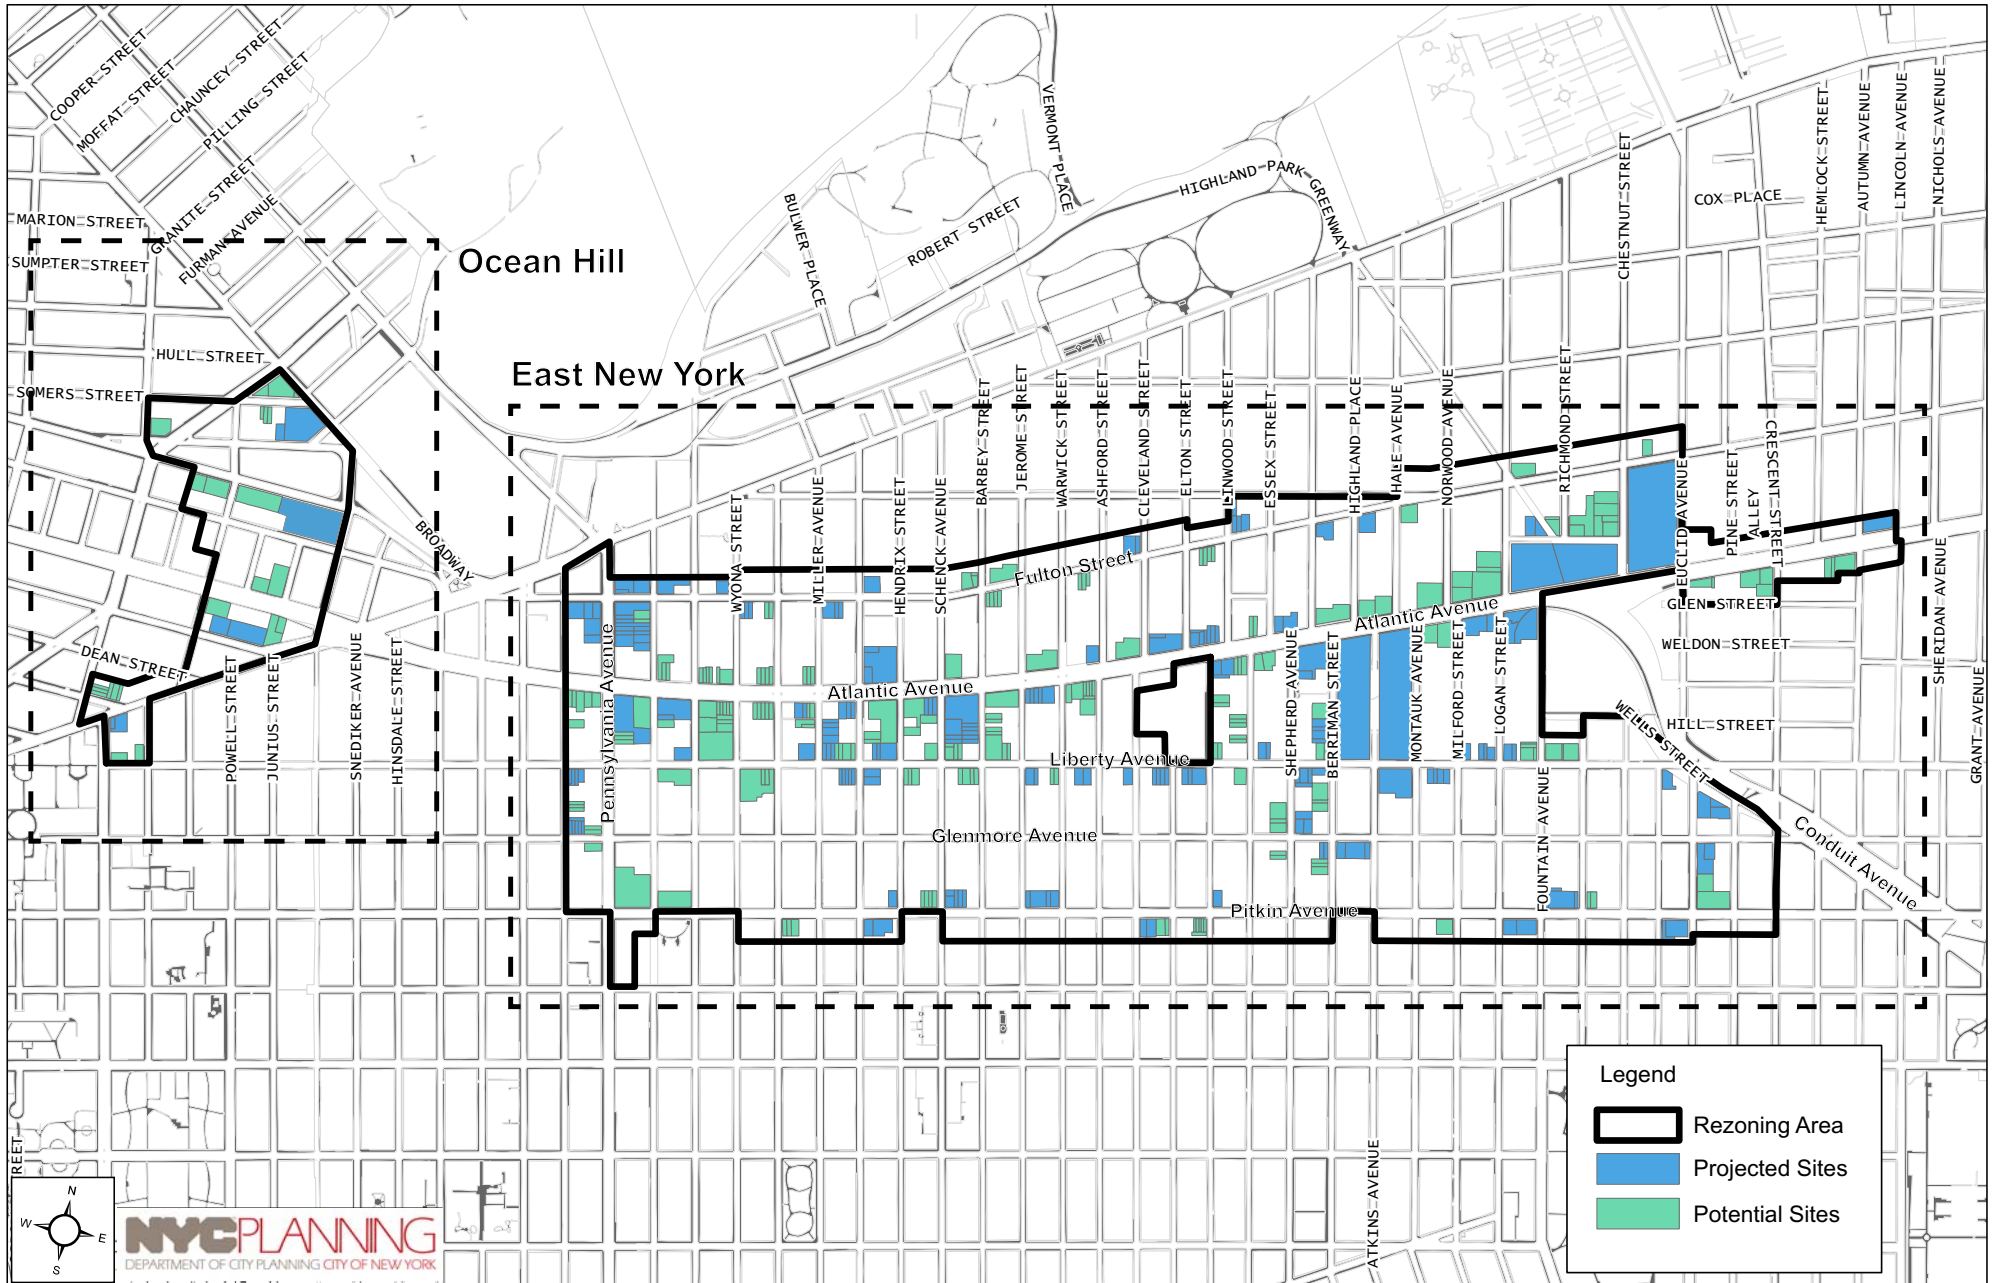 COOPER STREET
MOFFAT STREET
CHAUNCEY STREET
PILLING STREET
GRANITE STREET
FURMAN AVENUE
MARION STREET
SUMPTER STREET
HULL STREET
SOMERS STREET
Ocean Hill
East New York
BROADWAY
DEAN STREET
POWELL STREET
JUNIUS STREET
SNEDIKER AVENUE
HINSDALE STREET
BULWER PLACE
ROBERT STREET
VERMONT PLACE
HIGHLAND PARK GREENWAY
CHESTNUT STREET
COX PLACE
HEMLOCK STREET
AUTUMN AVENUE
LINCOLN AVENUE
NICHOLS AVENUE
Pennsylvania Avenue
WYONA STREET
MILLER AVENUE
HENDRIX STREET
SCHENCK AVENUE
BARBEY STREET
JEROME STREET
WARWICK STREET
ASHFORD STREET
CLEVELAND STREET
ELTON STREET
LINWOOD STREET
ESSEX STREET
HIGHLAND PLACE
HALE AVENUE
NORWOOD AVENUE
RICHMOND STREET
EUCLID AVENUE
PINE STREET
ALLEY
CRESCENT STREET
Fulton Street
Atlantic Avenue
Atlantic Avenue
SHEPHERD AVENUE
BERRIMAN STREET
MONTAUK AVENUE
MILFORD STREET
LOGAN STREET
FOUNTAIN AVENUE
GLEN STREET
WELDON STREET
HILL STREET
WELLS STREET
SHERIDAN AVENUE
GRANT AVENUE
Liberty Avenue
Glenmore Avenue
Pitkin Avenue
Conduit Avenue
ATKINS AVENUE
REET
Legend
Rezoning Area
Projected Sites
Potential Sites
N
W
E
S
NYCPLANNING
DEPARTMENT OF CITY PLANNING CITY OF NEW YORK